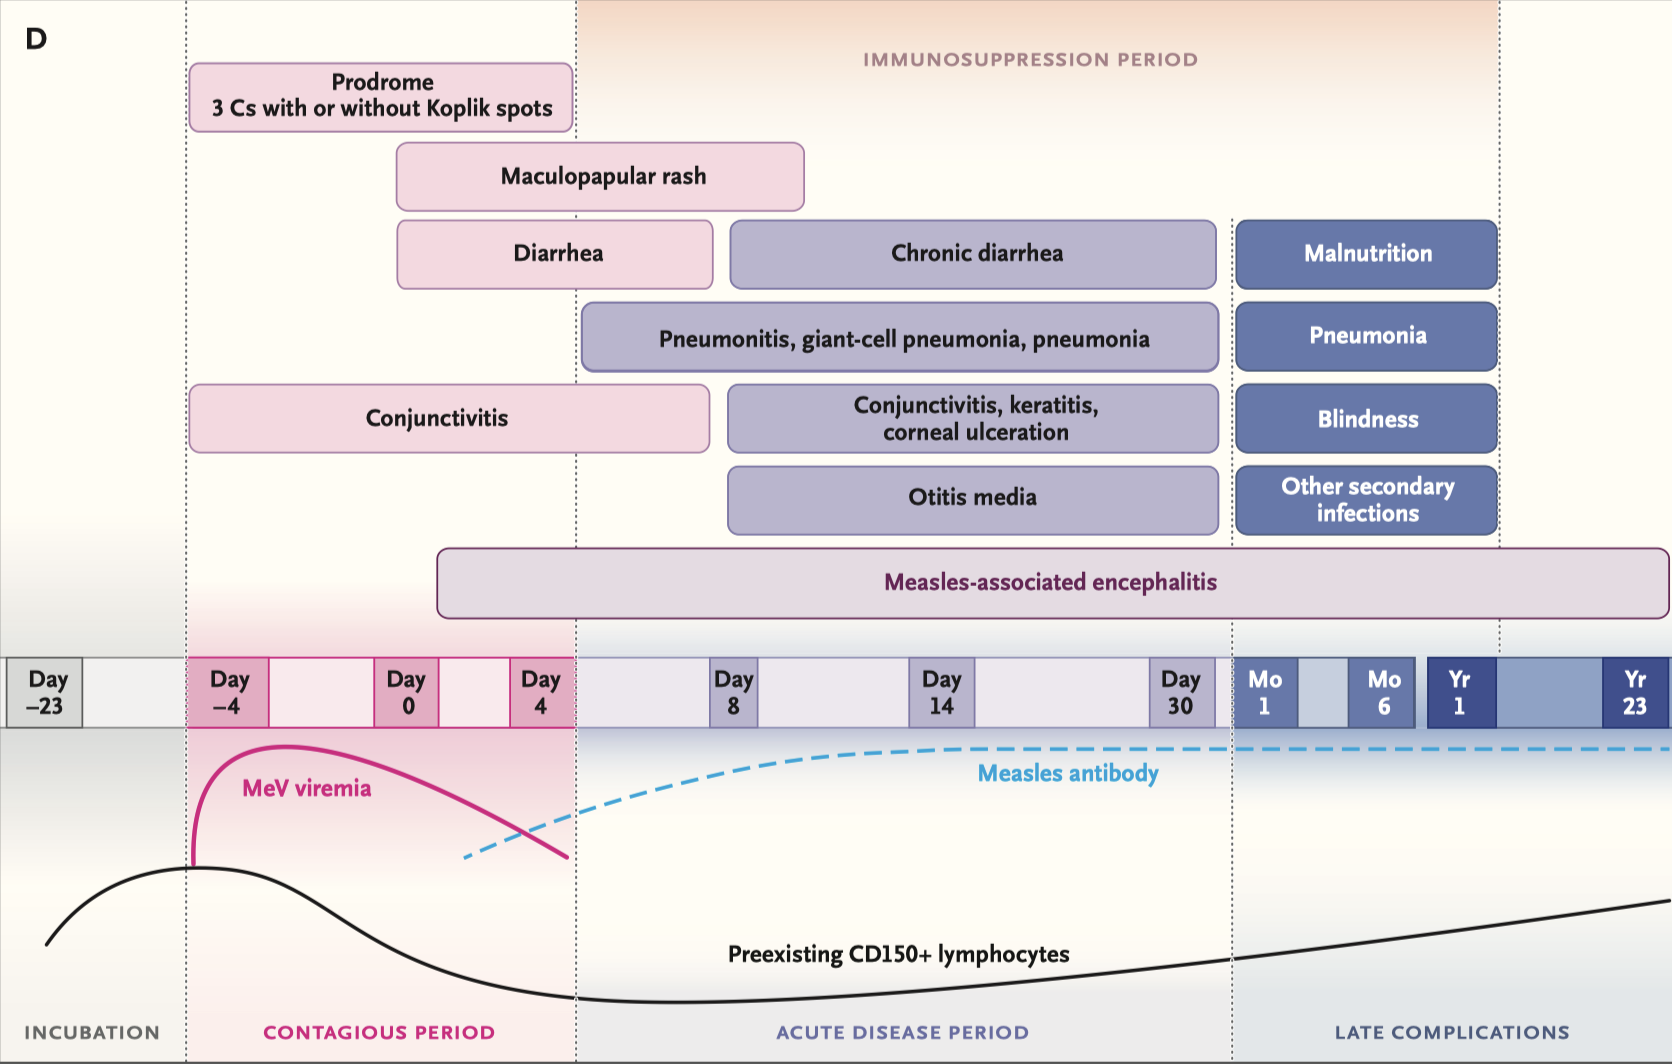 D
IMMUNOSUPPRESSION PERIOD
Prodrome
3 Cs with or without Koplik spots
Maculopapular rash
Diarrhea
Chronic diarrhea
Malnutrition
Pneumonitis, giant-cell pneumonia, pneumonia
Pneumonia
Conjunctivitis
Conjunctivitis, keratitis,
corneal ulceration
Blindness
Otitis media
Other secondary
infections
Measles-associated encephalitis
Day
–23
Day
–4
Day
0
Day
4
Day
8
Day
14
Day
30
Mo
1
Mo
6
Yr
1
Yr
23
MeV viremia
Measles antibody
Preexisting CD150+ lymphocytes
INCUBATION
CONTAGIOUS PERIOD
ACUTE DISEASE PERIOD
LATE COMPLICATIONS